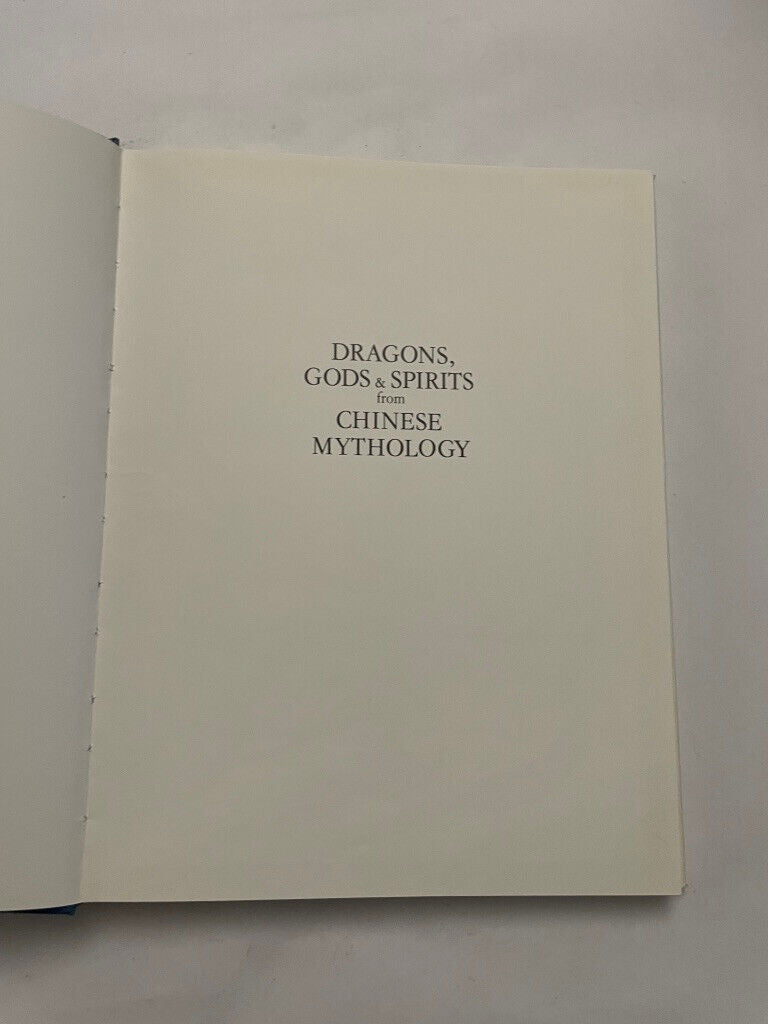 DRAGONS,
GODS & SPIRITS
from
CHINESE
MYTHOLOGY